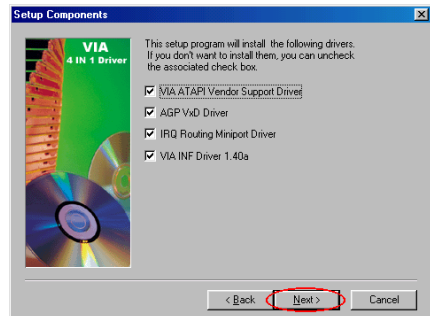 Setup Components
VIA
4 IN 1 Driver
This setup program will install the following drivers.
If you don't want to install them, you can uncheck
the associated check box.
VIA ATAPI Vendor Support Driver
AGP VxD Driver
IRQ Routing Miniport Driver
VIA INF Driver 1.40a
< Back Next > Cancel